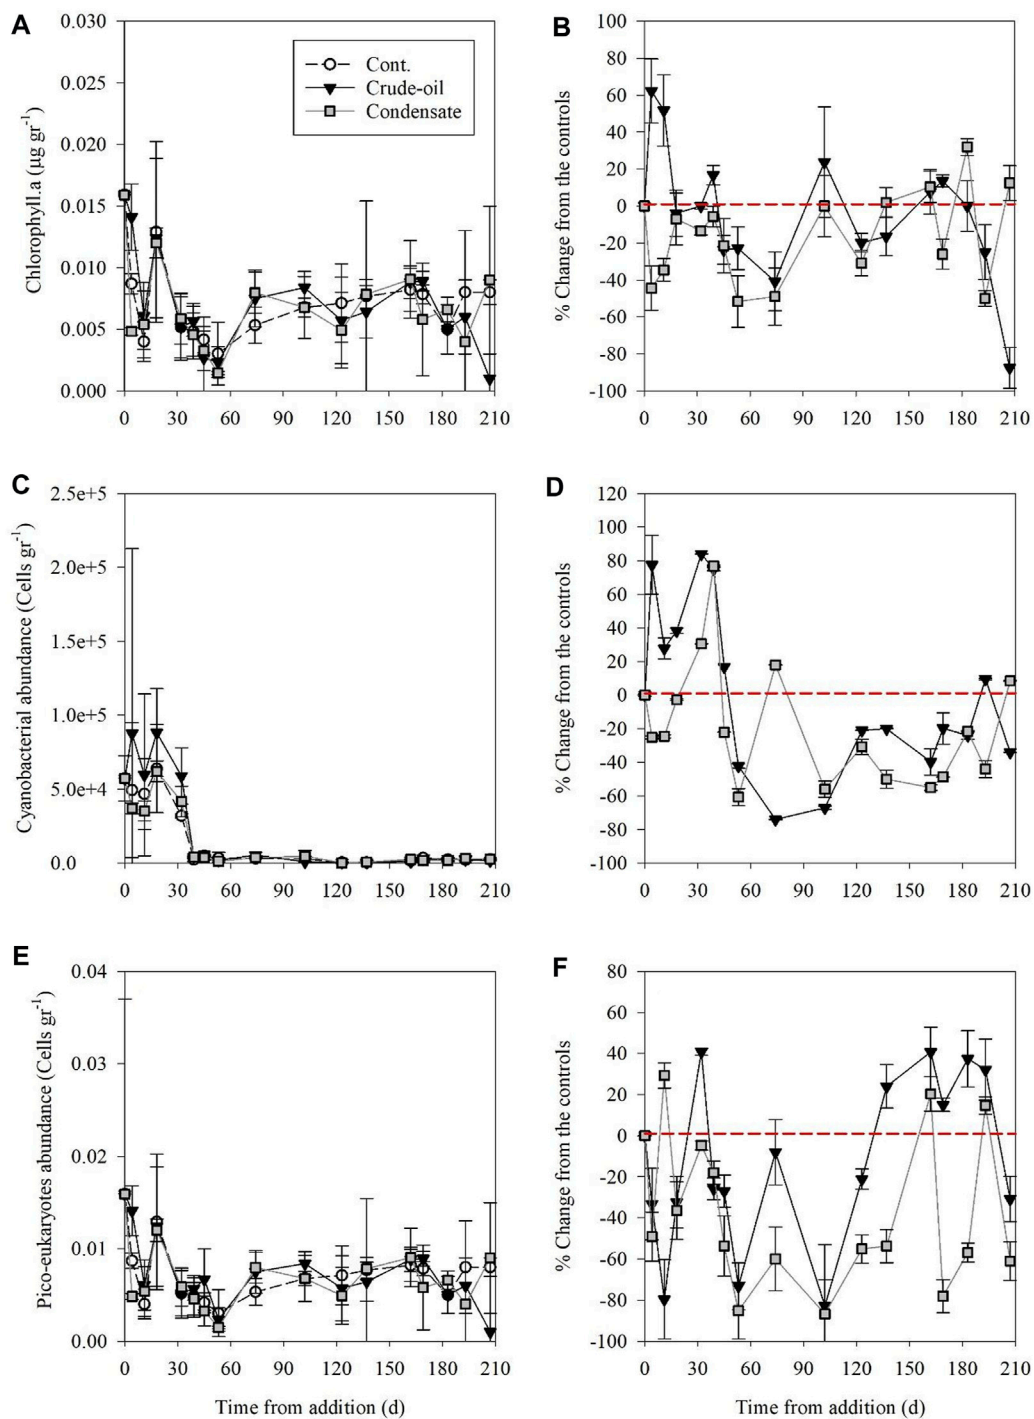 A
Chlorophyll.a (µg gr-1)
0.030
0.025
0.020
0.015
0.010
0.005
0.000
Cont.
Crude-oil
Condensate
0 30 60 90 120 150 180 210
B
% Change from the controls
100
80
60
40
20
0
-20
-40
-60
-80
-100
0 30 60 90 120 150 180 210
C
Cyanobacterial abundance (Cells gr-1)
2.5e+5
2.0e+5
1.5e+5
1.0e+5
5.0e+4
0.0
0 30 60 90 120 150 180 210
D
% Change from the controls
120
100
80
60
40
20
0
-20
-40
-60
-80
-100
0 30 60 90 120 150 180 210
E
Pico-eukaryotes abundance (Cells gr-1)
0.04
0.03
0.02
0.01
0.00
0 30 60 90 120 150 180 210
Time from addition (d)
F
% Change from the controls
80
60
40
20
0
-20
-40
-60
-80
-100
0 30 60 90 120 150 180 210
Time from addition (d)